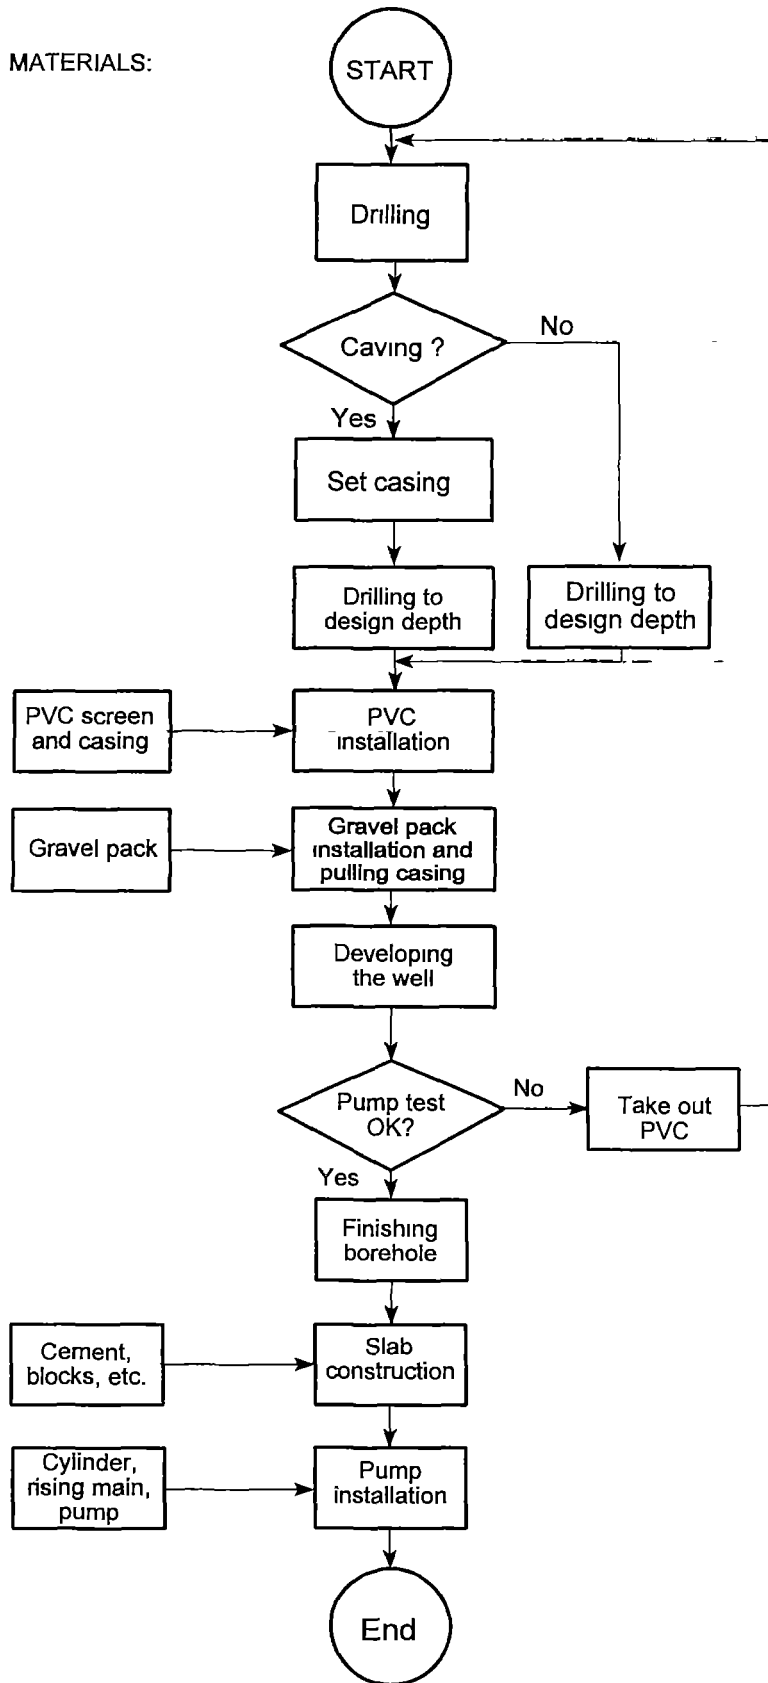 MATERIALS:
START
Drilling
Caving ?
No
Yes
Set casing
Drilling to
design depth
Drilling to
design depth
PVC screen
and casing
PVC
installation
Gravel pack
Gravel pack
installation and
pulling casing
Developing
the well
Pump test
OK?
No
Take out
PVC
Yes
Finishing
borehole
Cement,
blocks, etc.
Slab
construction
Cylinder,
rising main,
pump
Pump
installation
End